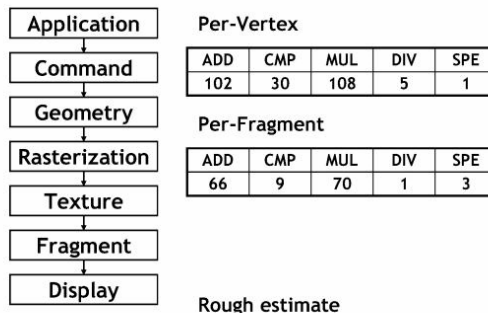 Application
Command
Geometry
Rasterization
Texture
Fragment
Display
Per-Vertex
ADD CMP MUL DIV SPE
102 30 108 5 1
Per-Fragment
ADD CMP MUL DIV SPE
66 9 70 1 3
Rough estimate